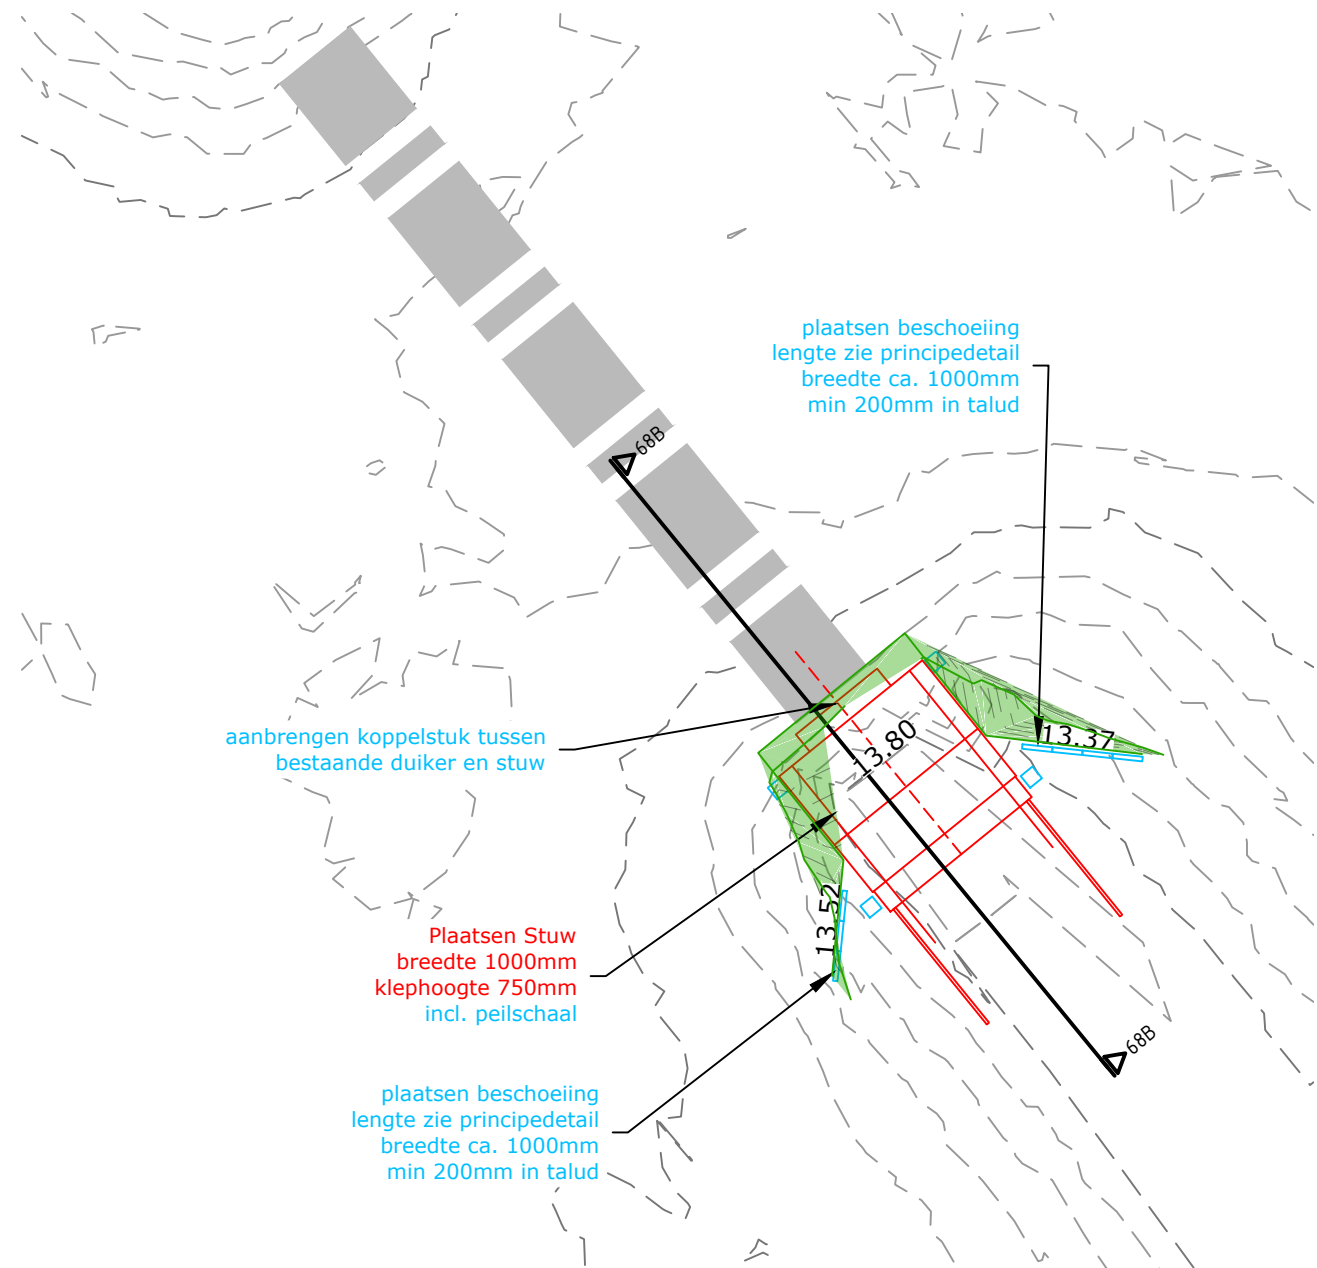 plaatsen beschoeiing
lengte zie principedetail
breedte ca. 1000mm
min 200mm in talud
68B
aanbrengen koppelstuk tussen
bestaande duiker en stuw
13.80
13.37
13.52
Plaatsen Stuw
breedte 1000mm
klephoogte 750mm
incl. peilschaal
68B
plaatsen beschoeiing
lengte zie principedetail
breedte ca. 1000mm
min 200mm in talud